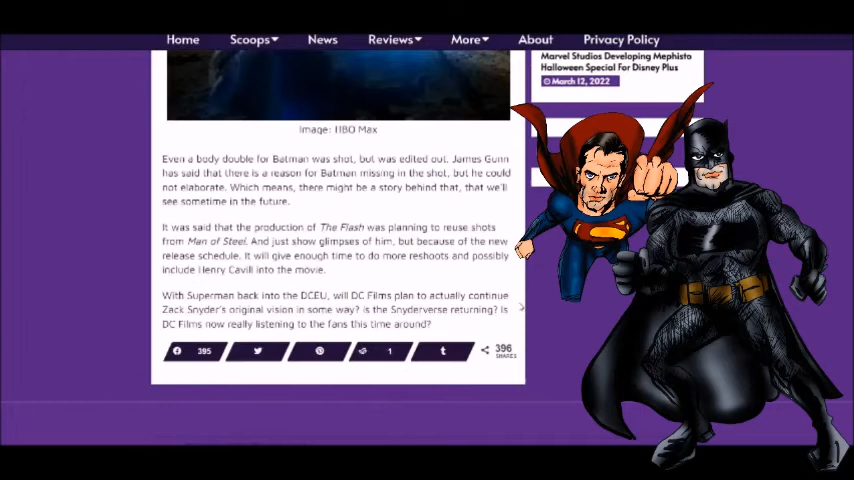 Home Scoops News Reviews More About Privacy Policy
Marvel Studios Developing Mephisto
Halloween Special For Disney Plus
March 12, 2022
Image: HBO Max
Even a body double for Batman was shot, but was edited out. James Gunn
has said that there is a reason for Batman missing in the shot, but he could
not elaborate. Which means, there might be a story behind that, that we'll
see sometime in the future.
It was said that the production of The Flash was planning to reuse shots
from Man of Steel. And just show glimpses of him, but because of the new
release schedule. It will give enough time to do more reshoots and possibly
include Henry Cavill into the movie.
With Superman back into the DCEU, will DC Films plan to actually continue
Zack Snyder's original vision in some way? Is the Snyderverse returning? Is
DC Films now really listening to the fans this time around?
395 1 396
SHARES